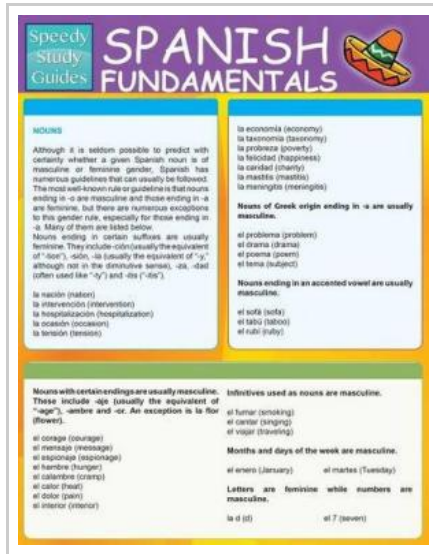 Speedy
Study
Guides
SPANISH
FUNDAMENTALS
NOUNS
Although it is seldom possible to predict with
certainty whether a given Spanish noun is of
masculine or feminine gender, Spanish has
numerous guidelines that can usually be followed.
The most well-known rule or guideline is that nouns
ending in -o are masculine and those ending in -a
are feminine, but there are numerous exceptions
to this gender rule, especially for those ending in
-a. Many of them are listed below.
Nouns ending in certain suffixes are usually
feminine. They include -ción (usually the equivalent
of "-tion"), -sión, -ía (usually the equivalent of "-y,"
although not in the diminutive sense), -za, -dad
(often used like "-ty") and -itis ("-itis").
la nación (nation)
la intervención (intervention)
la hospitalización (hospitalization)
la ocasión (occasion)
la tensión (tension)
la economía (economy)
la taxonomía (taxonomy)
la probreza (poverty)
la felicidad (happiness)
la caridad (charity)
la mastitis (mastitis)
la meningitis (meningitis)
Nouns of Greek origin ending in -a are usually
masculine.
el problema (problem)
el drama (drama)
el poema (poem)
el tema (subject)
Nouns ending in an accented vowel are usually
masculine.
el sofá (sofa)
el tabú (taboo)
el rubí (ruby)
Nouns with certain endings are usually masculine.
These include -aje (usually the equivalent of
"-age"), -ambre and -or. An exception is la flor
(flower).
el corage (courage)
el mensaje (message)
el espionaje (espionage)
el hambre (hunger)
el calambre (cramp)
el calor (heat)
el dolor (pain)
el interior (interior)
Infinitives used as nouns are masculine.
el fumar (smoking)
el cantar (singing)
el viajar (traveling)
Months and days of the week are masculine.
el enero (January) el martes (Tuesday)
Letters are feminine while numbers are
masculine.
la d (d) el 7 (seven)